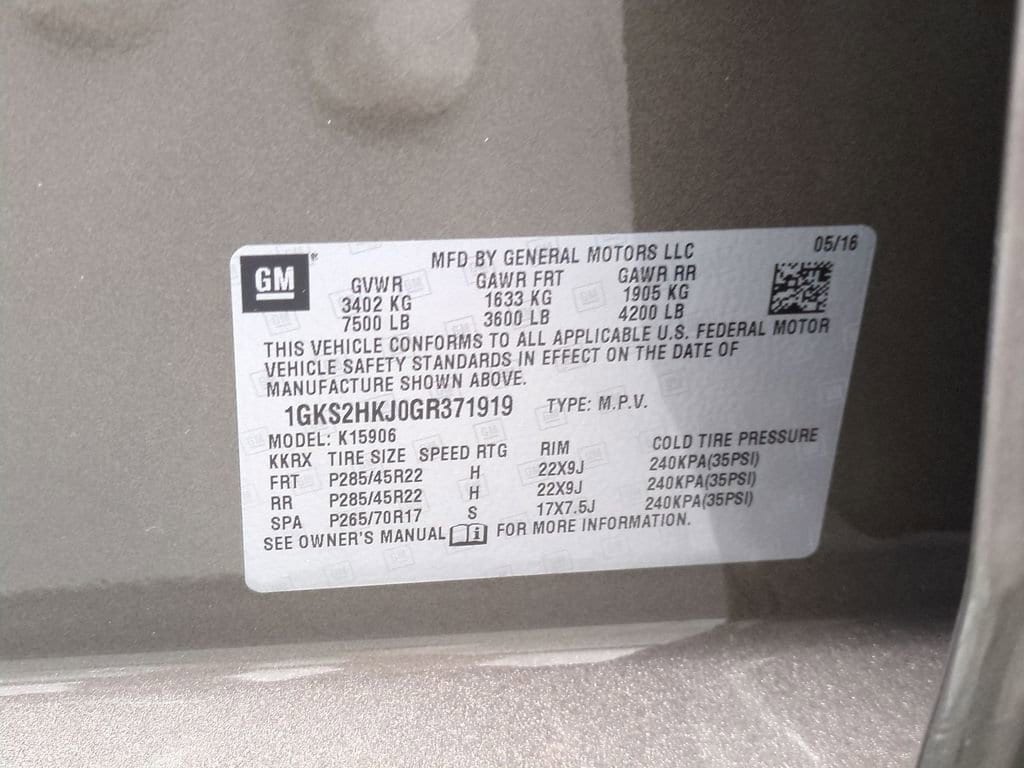 GM
MFD BY GENERAL MOTORS LLC 05/16
GVWR GAWR FRT GAWR RR
3402 KG 1633 KG 1905 KG
7500 LB 3600 LB 4200 LB
THIS VEHICLE CONFORMS TO ALL APPLICABLE U.S. FEDERAL MOTOR
VEHICLE SAFETY STANDARDS IN EFFECT ON THE DATE OF
MANUFACTURE SHOWN ABOVE.
1GKS2HKJ0GR371919 TYPE: M.P.V.
MODEL: K15906
KKRX TIRE SIZE SPEED RTG RIM COLD TIRE PRESSURE
FRT P285/45R22 H 22X9J 240KPA(35PSI)
RR P285/45R22 H 22X9J 240KPA(35PSI)
SPA P265/70R17 S 17X7.5J 240KPA(35PSI)
SEE OWNER'S MANUAL FOR MORE INFORMATION.